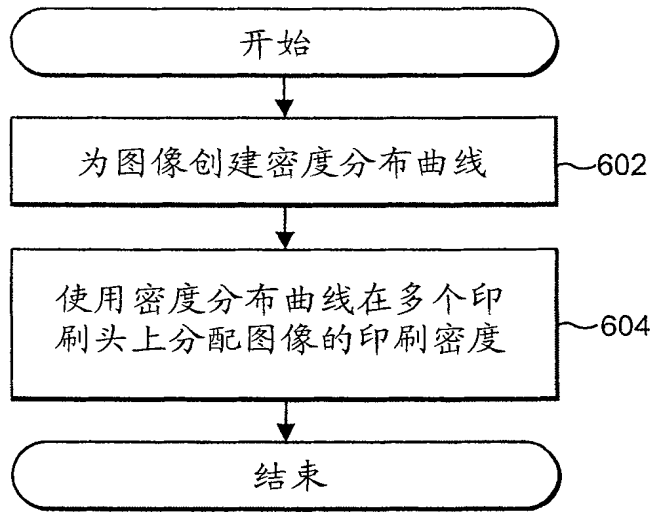 开始
为图像创建密度分布曲线
602
使用密度分布曲线在多个印
刷头上分配图像的印刷密度
604
结束